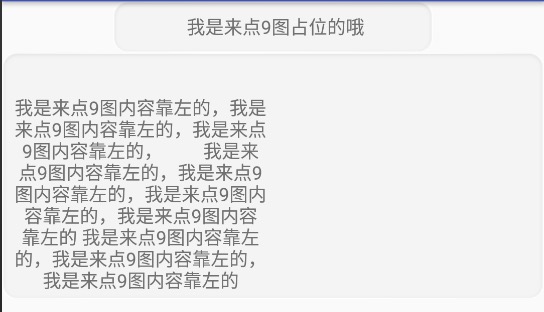 我是来点9图占位的哦
我是来点9图内容靠左的，我是
来点9图内容靠左的，我是来点
9图内容靠左的，　　我是来
点9图内容靠左的，我是来点9
图内容靠左的，我是来点9图内
容靠左的，我是来点9图内容
靠左的 我是来点9图内容靠左
的，我是来点9图内容靠左的，
我是来点9图内容靠左的